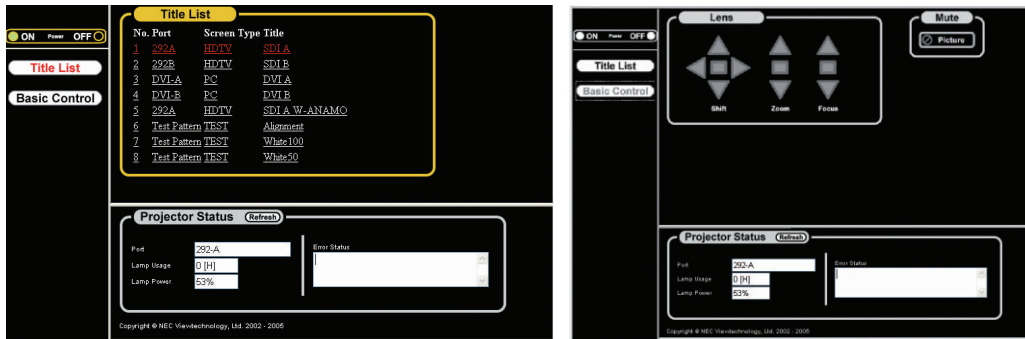 ON Power OFF
Title List
Basic Control
Title List
No. Port Screen Type Title
1 292A HDTV SDI A
2 292B HDTV SDI B
3 DVI-A PC DVI A
4 DVI-B PC DVI B
5 292A HDTV SDI A W-ANAMO
6 Test Pattern TEST Alignment
7 Test Pattern TEST White100
8 Test Pattern TEST White50
Projector Status Refresh
Port 292-A
Lamp Usage 0 [H]
Lamp Power 53%
Error Status
Copyright © NEC Viewtechnology, Ltd. 2002 - 2005
ON Power OFF
Title List
Basic Control
Lens
Shift Zoom Focus
Mute
Picture
Projector Status Refresh
Port 292-A
Lamp Usage 0 [H]
Lamp Power 53%
Error Status
Copyright © NEC Viewtechnology, Ltd. 2002 - 2005